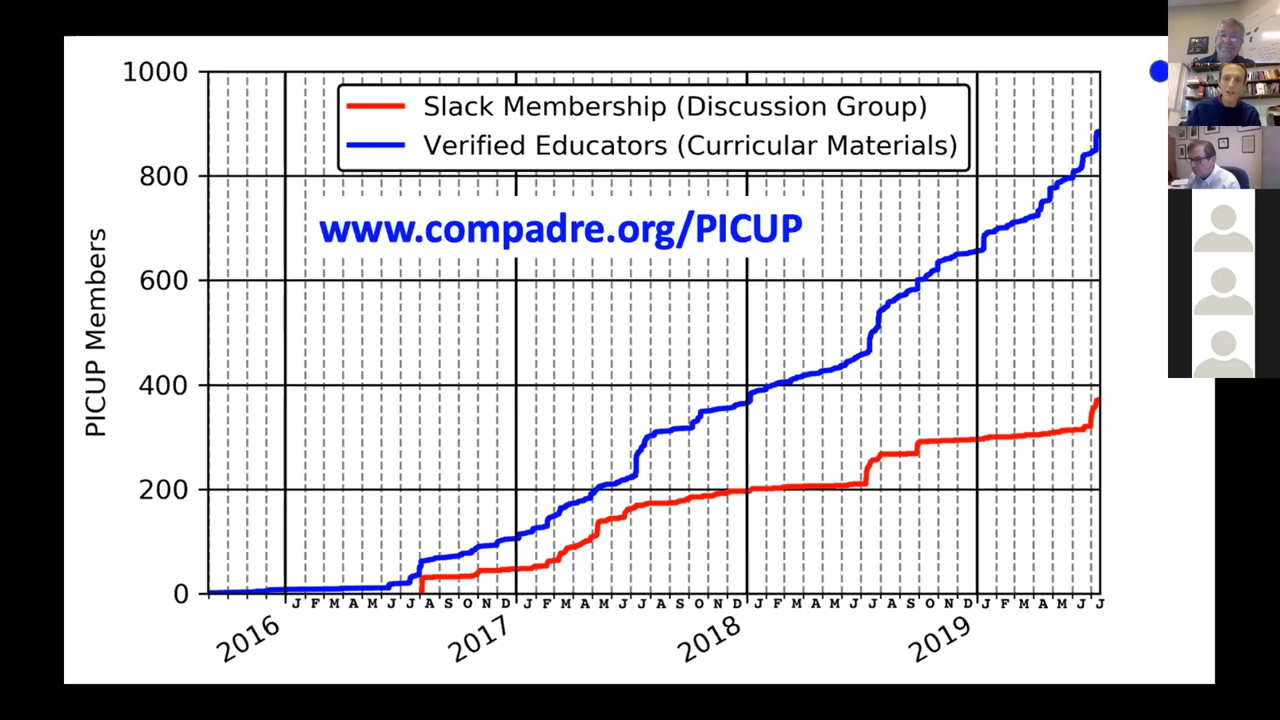 1000
800
600
400
200
0
PICUP Members
Slack Membership (Discussion Group)
Verified Educators (Curricular Materials)
www.compadre.org/PICUP
J F M A M J J A S O N D J F M A M J J A S O N D J F M A M J J A S O N D J F M A M J J
2016 2017 2018 2019